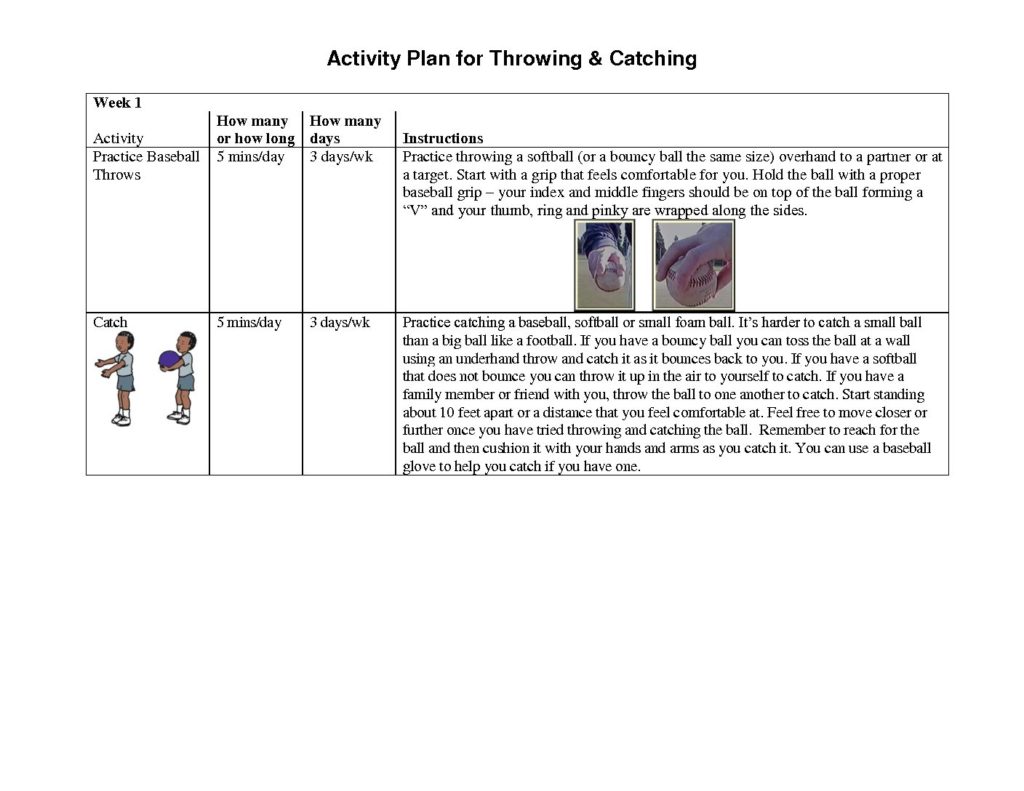 Activity Plan for Throwing & Catching
Week 1
Activity
How many
or how long
How many
days
Instructions
Practice Baseball
Throws
5 mins/day
3 days/wk
Practice throwing a softball (or a bouncy ball the same size) overhand to a partner or at
a target. Start with a grip that feels comfortable for you. Hold the ball with a proper
baseball grip – your index and middle fingers should be on top of the ball forming a
“V” and your thumb, ring and pinky are wrapped along the sides.
Catch
5 mins/day
3 days/wk
Practice catching a baseball, softball or small foam ball. It’s harder to catch a small ball
than a big ball like a football. If you have a bouncy ball you can toss the ball at a wall
using an underhand throw and catch it as it bounces back to you. If you have a softball
that does not bounce you can throw it up in the air to yourself to catch. If you have a
family member or friend with you, throw the ball to one another to catch. Start standing
about 10 feet apart or a distance that you feel comfortable at. Feel free to move closer or
further once you have tried throwing and catching the ball.  Remember to reach for the
ball and then cushion it with your hands and arms as you catch it. You can use a baseball
glove to help you catch if you have one.